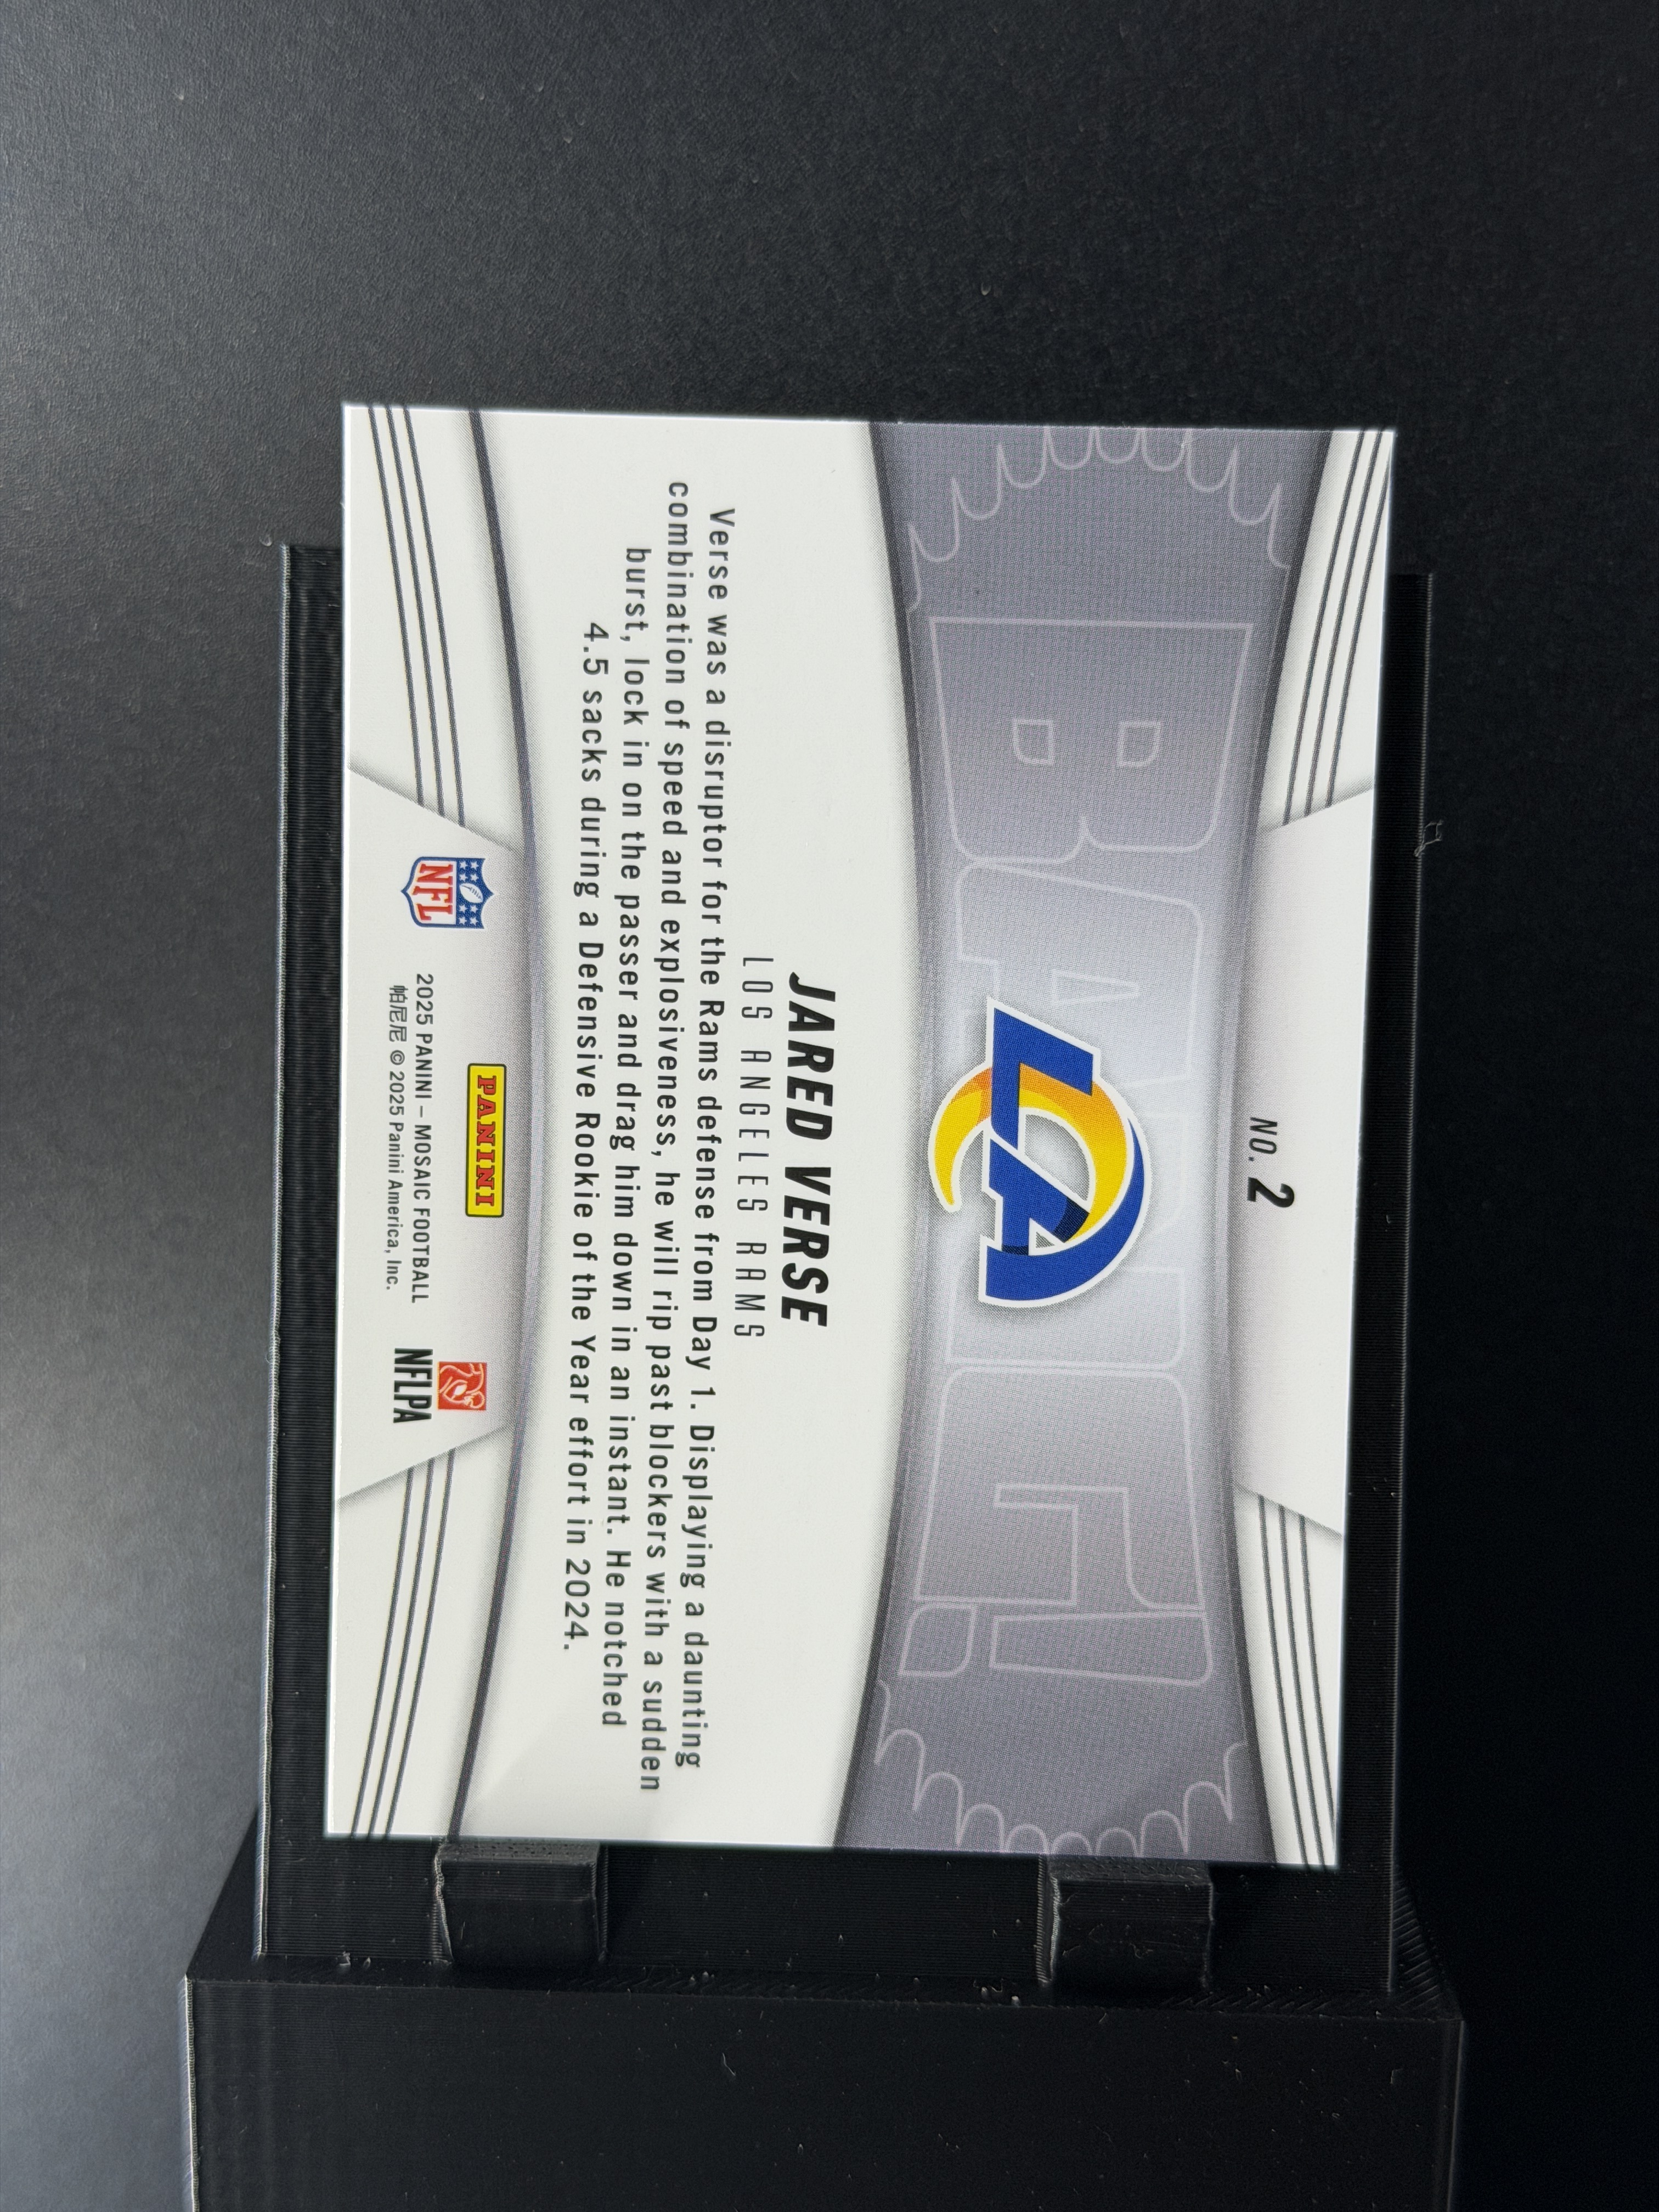 NO. 2
BANG!
LA
JARED VERSE
LOS ANGELES RAMS
Verse was a disruptor for the Rams defense from Day 1. Displaying a daunting
combination of speed and explosiveness, he will rip past blockers with a sudden
burst, lock in on the passer and drag him down in an instant. He notched
4.5 sacks during a Defensive Rookie of the Year effort in 2024.
PANINI
NFL
2025 PANINI – MOSAIC FOOTBALL
帕尼尼 © 2025 Panini America, Inc.
NFLPA